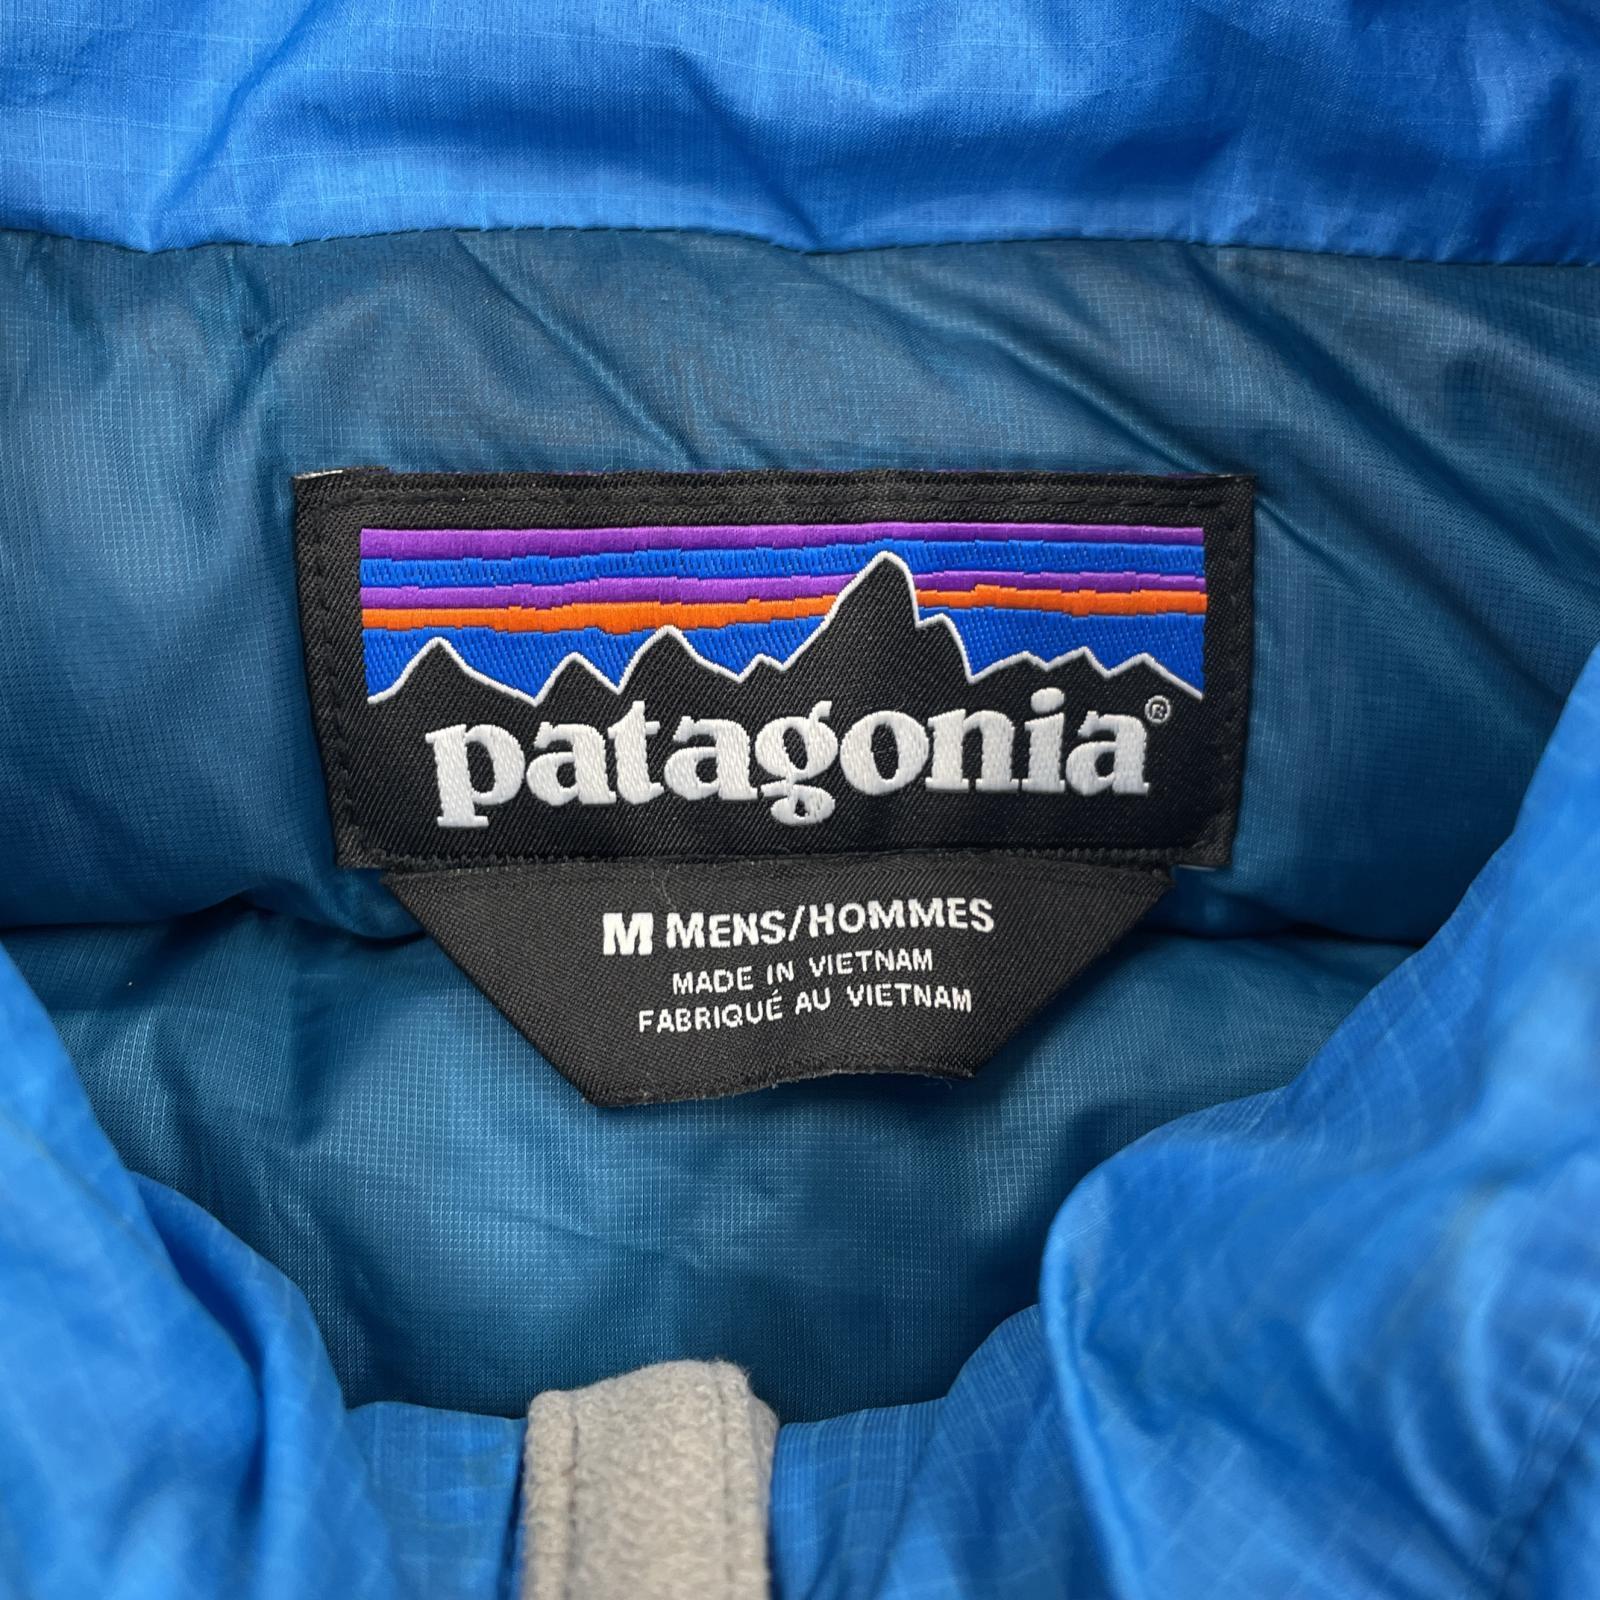 patagonia®
M MENS/HOMMES
MADE IN VIETNAM
FABRIQUÉ AU VIETNAM